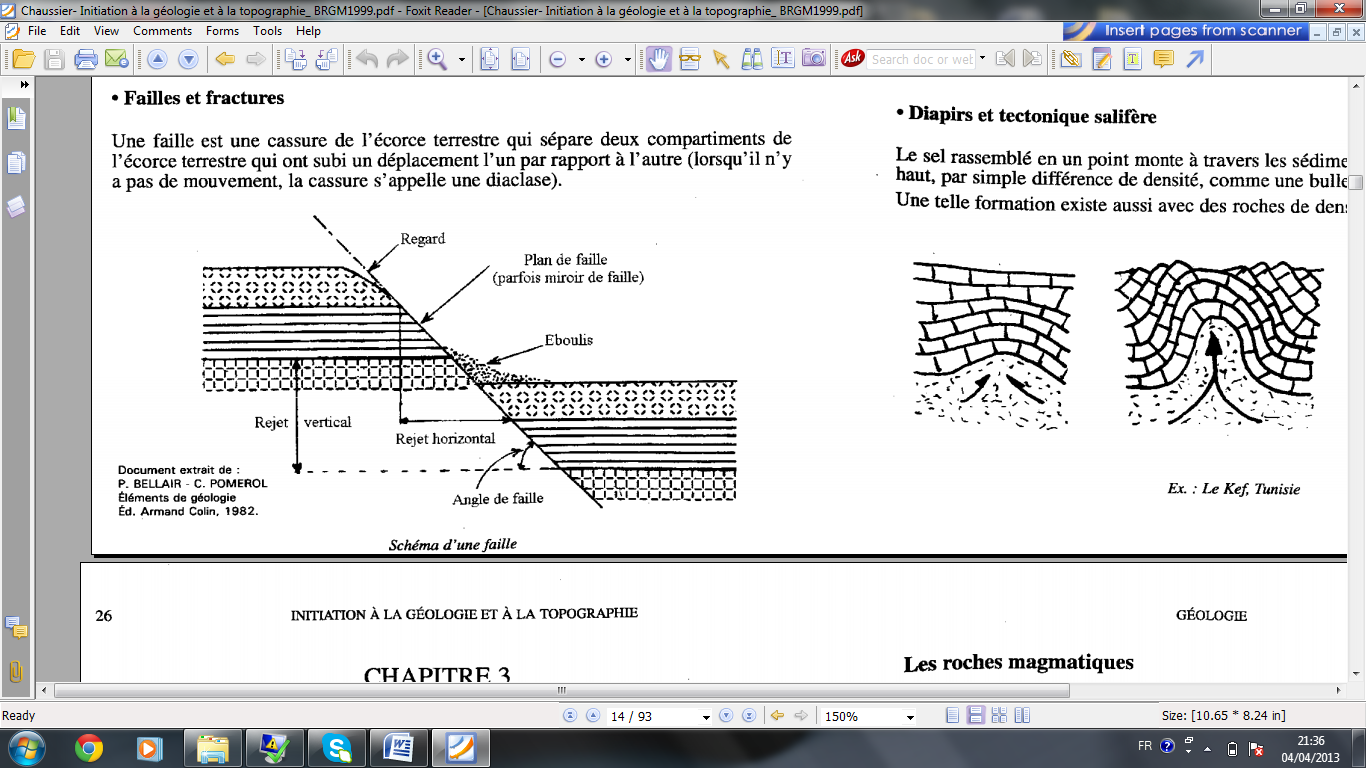 Chaussier- Initiation à la géologie et à la topographie_ BRGM1999.pdf - Foxit Reader - [Chaussier- Initiation à la géologie et à la topographie_ BRGM1999.pdf]
File Edit View Comments Forms Tools Help
Insert pages from scanner
Ask Search doc or web
• Failles et fractures
Une faille est une cassure de l'écorce terrestre qui sépare deux compartiments de
l'écorce terrestre qui ont subi un déplacement l'un par rapport à l'autre (lorsqu'il n'y
a pas de mouvement, la cassure s'appelle une diaclase).
Regard
Plan de faille
(parfois miroir de faille)
Eboulis
Rejet vertical
Rejet horizontal
Angle de faille
Document extrait de :
P. BELLAIR - C. POMEROL
Éléments de géologie
Éd. Armand Colin, 1982.
Schéma d'une faille
• Diapirs et tectonique salifère
Le sel rassemblé en un point monte à travers les sédime
haut, par simple différence de densité, comme une bulle
Une telle formation existe aussi avec des roches de den
Ex. : Le Kef, Tunisie
26 INITIATION À LA GÉOLOGIE ET À LA TOPOGRAPHIE
CHAPITRE 3
GÉOLOGIE
Les roches magmatiques
Ready
14 / 93
150%
Size: [10.65 * 8.24 in]
FR
21:36
04/04/2013